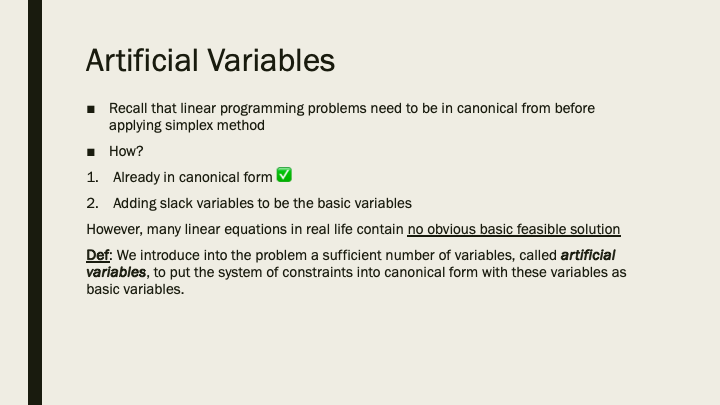 Artificial Variables
■ Recall that linear programming problems need to be in canonical from before
applying simplex method
■ How?
1. Already in canonical form ✅
2. Adding slack variables to be the basic variables
However, many linear equations in real life contain no obvious basic feasible solution
Def: We introduce into the problem a sufficient number of variables, called artificial
variables, to put the system of constraints into canonical form with these variables as
basic variables.